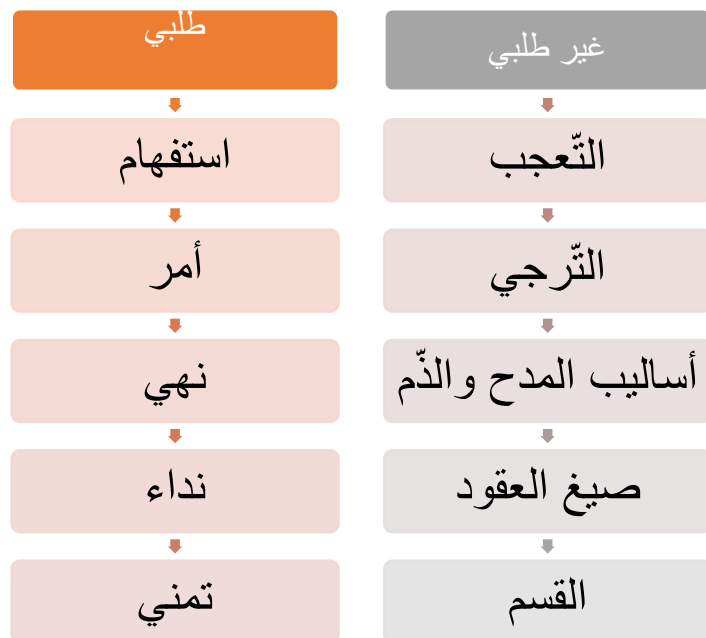 طلبي
استفهام
أمر
نهي
نداء
تمني
غير طلبي
التّعجب
التّرجي
أساليب المدح والذّم
صيغ العقود
القسم